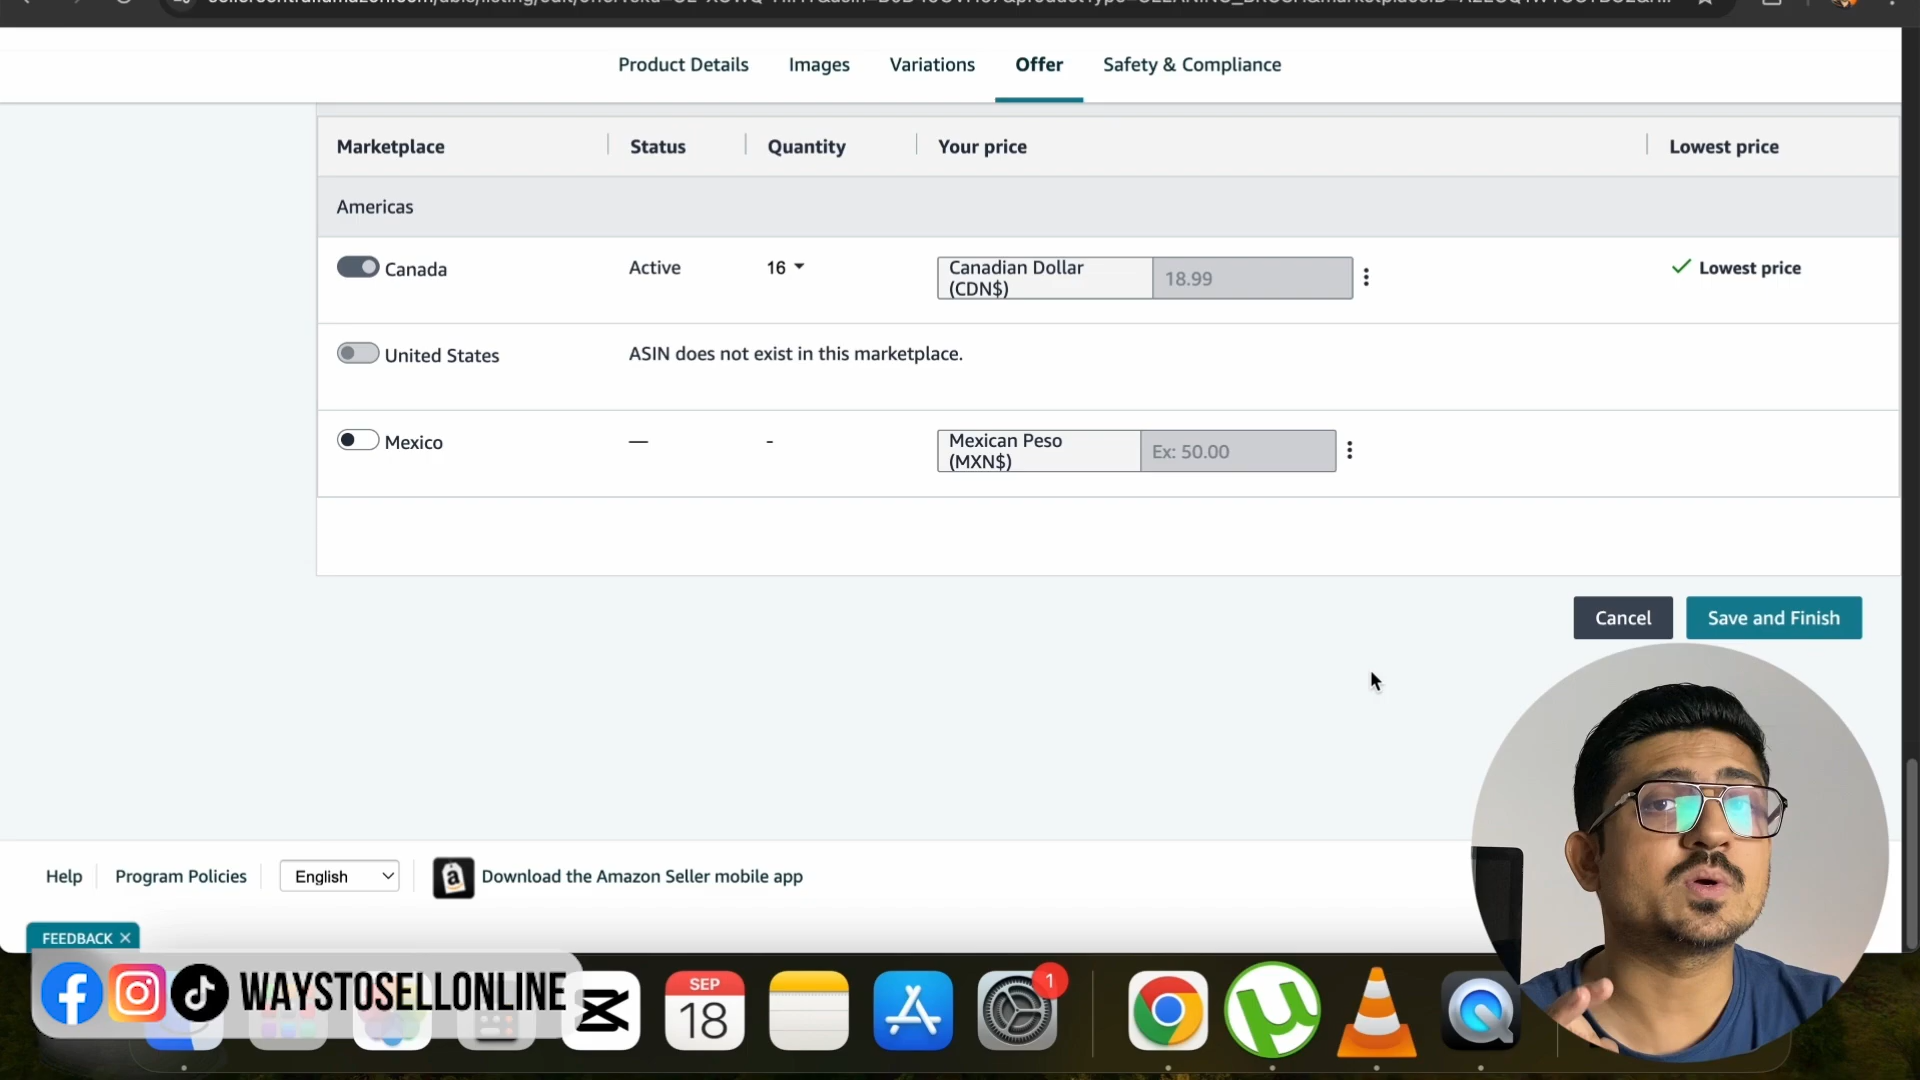 Product Details Images Variations Offer Safety & Compliance
Marketplace Status Quantity Your price Lowest price
Americas
Canada Active 16 Canadian Dollar (CDN$) 18.99 Lowest price
United States ASIN does not exist in this marketplace.
Mexico — - Mexican Peso (MXN$) Ex: 50.00
Cancel Save and Finish
Help Program Policies English Download the Amazon Seller mobile app
FEEDBACK
WAYSTOSELLONLINE
SEP
18
1